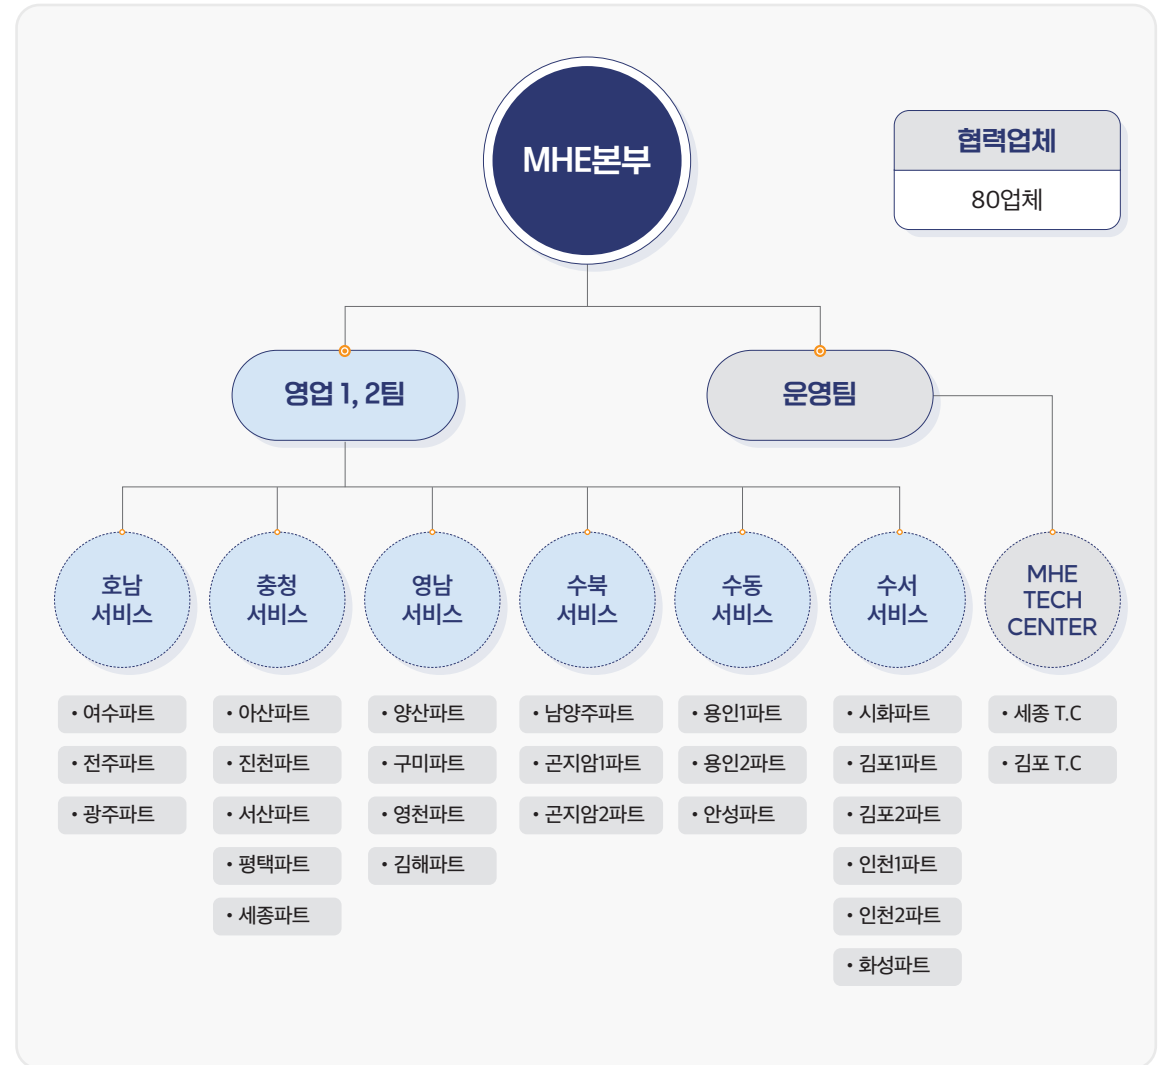 MHE본부
협력업체
80업체
영업 1, 2팀
운영팀
호남
서비스
• 여수파트
• 전주파트
• 광주파트
충청
서비스
• 아산파트
• 진천파트
• 서산파트
• 평택파트
• 세종파트
영남
서비스
• 양산파트
• 구미파트
• 영천파트
• 김해파트
수북
서비스
• 남양주파트
• 곤지암1파트
• 곤지암2파트
수동
서비스
• 용인1파트
• 용인2파트
• 안성파트
수서
서비스
• 시화파트
• 김포1파트
• 김포2파트
• 인천1파트
• 인천2파트
• 화성파트
MHE
TECH
CENTER
• 세종 T.C
• 김포 T.C